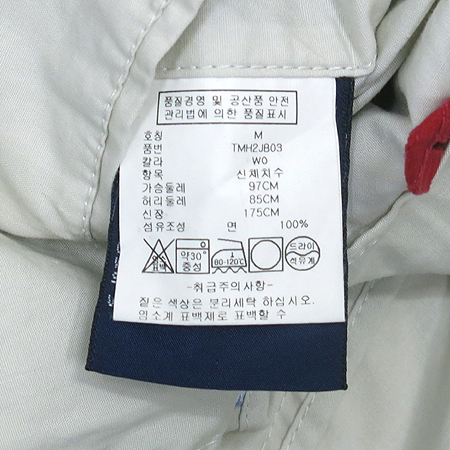 품질경영 및 공산품 안전
관리법에 의한 품질표시
호칭 M
품번 TMH2JB03
칼라 W0
항목 신체치수
가슴둘레 97CM
허리둘레 85CM
신장 175CM
섬유조성 면 100%
표백 약30° 중성 80-120℃ 드라이 석유계
-취급주의사항-
짙은 색상은 분리세탁 하십시오.
염소계 표백제로 표백할 수